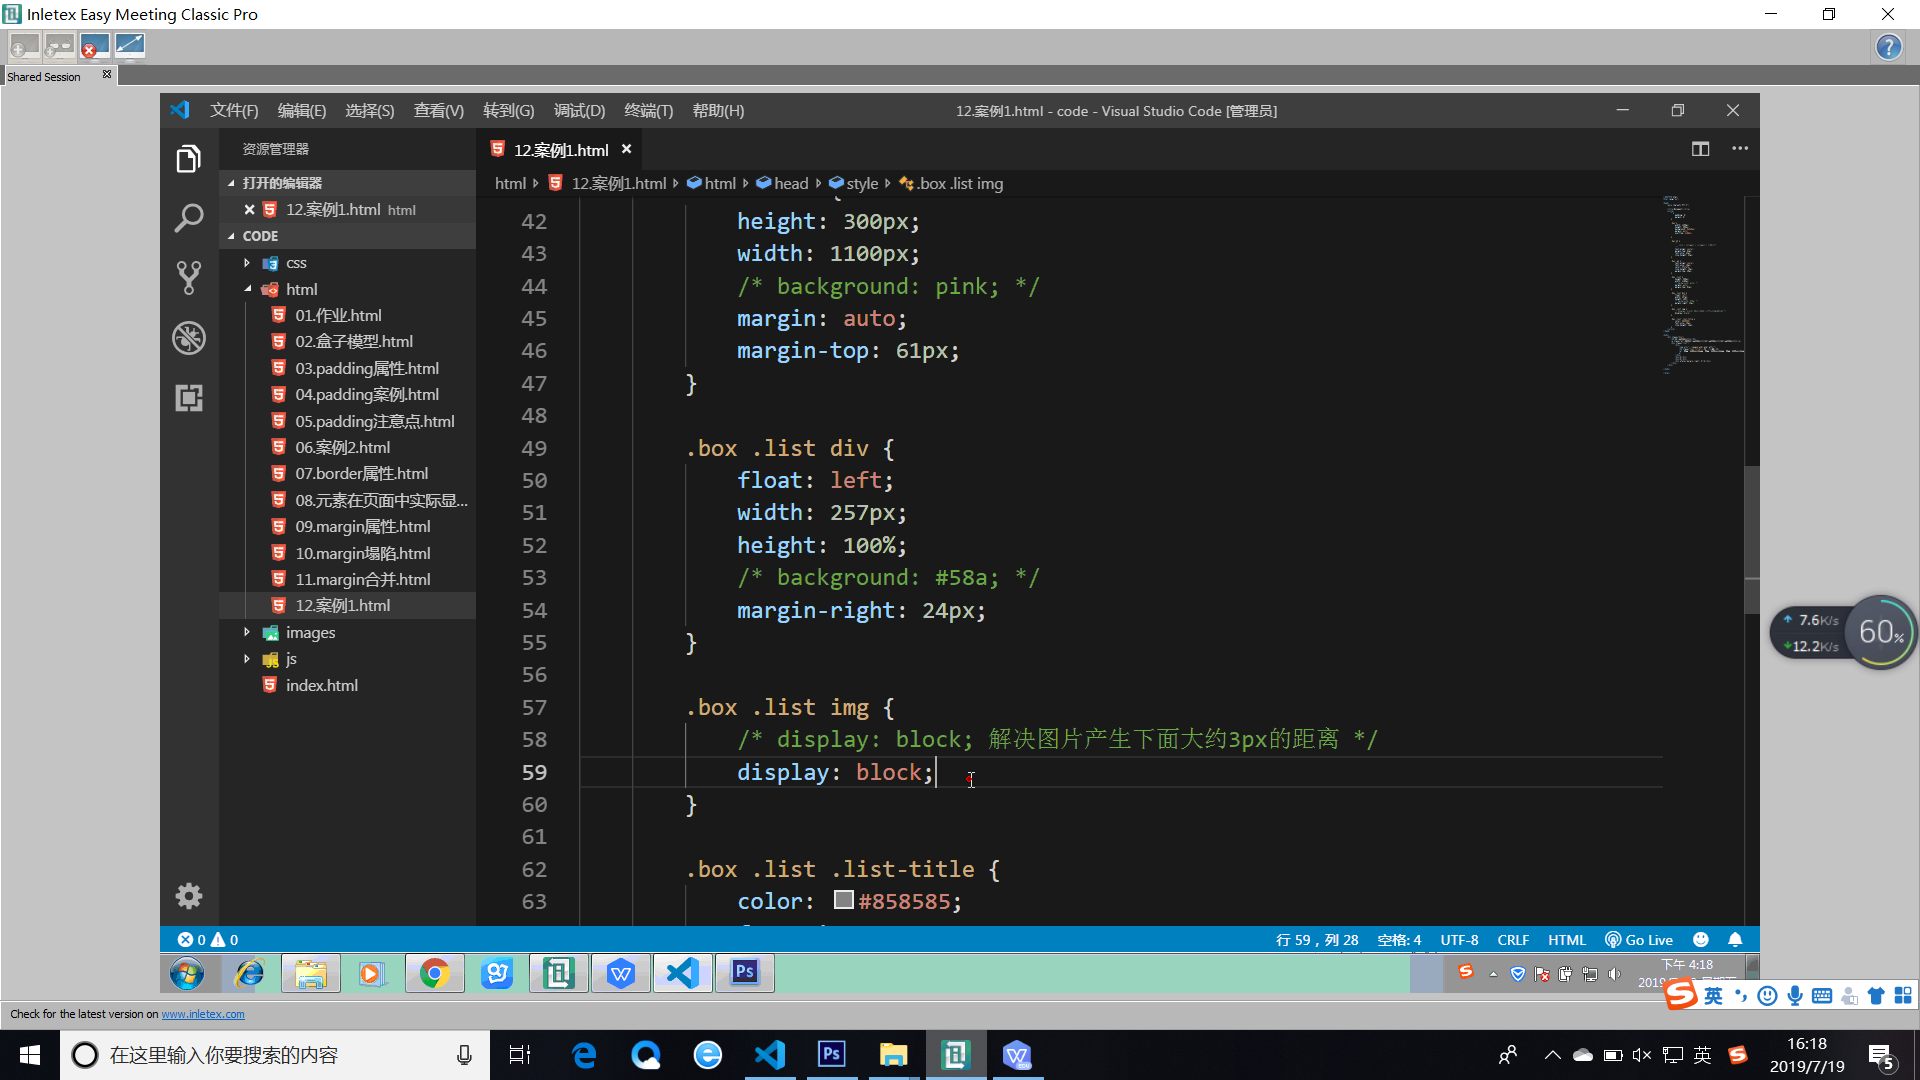 Inletex Easy Meeting Classic Pro
Shared Session
文件(F) 编辑(E) 选择(S) 查看(V) 转到(G) 调试(D) 终端(T) 帮助(H)
12.案例1.html - code - Visual Studio Code [管理员]
资源管理器
12.案例1.html
打开的编辑器
html 12.案例1.html html head style .box .list img
12.案例1.html html
CODE
css
html
01.作业.html
02.盒子模型.html
03.padding属性.html
04.padding案例.html
05.padding注意点.html
06.案例2.html
07.border属性.html
08.元素在页面中实际显...
09.margin属性.html
10.margin塌陷.html
11.margin合并.html
12.案例1.html
images
js
index.html
42 height: 300px;
43 width: 1100px;
44 /* background: pink; */
45 margin: auto;
46 margin-top: 61px;
47 }
48
49 .box .list div {
50 float: left;
51 width: 257px;
52 height: 100%;
53 /* background: #58a; */
54 margin-right: 24px;
55 }
56
57 .box .list img {
58 /* display: block; 解决图片产生下面大约3px的距离 */
59 display: block;
60 }
61
62 .box .list .list-title {
63 color: #858585;
7.6K/s
12.2K/s
60%
0 0
行 59，列 28 空格: 4 UTF-8 CRLF HTML Go Live
下午 4:18
英
Check for the latest version on www.inletex.com
在这里输入你要搜索的内容
英
16:18
2019/7/19
5